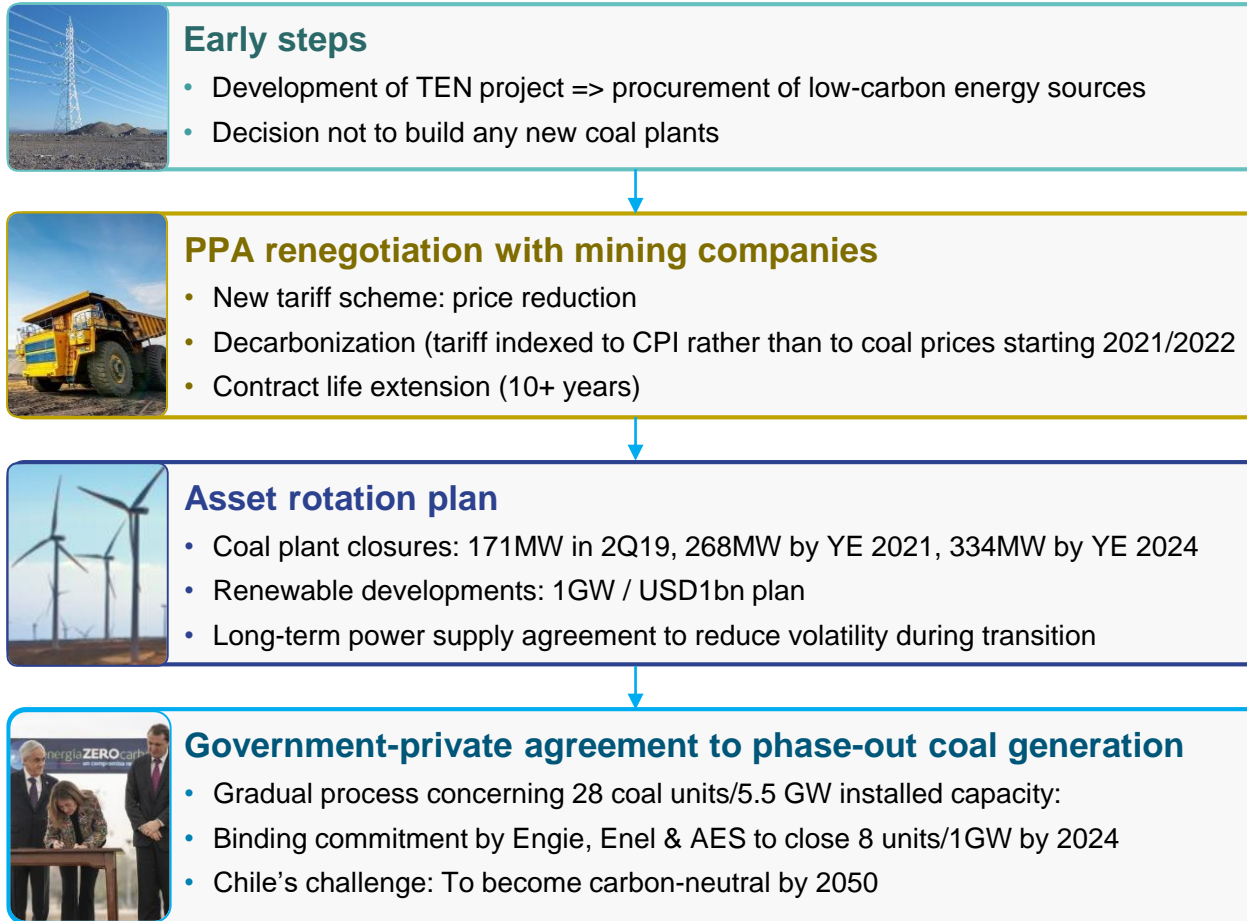 Early steps
• Development of TEN project => procurement of low-carbon energy sources
• Decision not to build any new coal plants
PPA renegotiation with mining companies
• New tariff scheme: price reduction
• Decarbonization (tariff indexed to CPI rather than to coal prices starting 2021/2022
• Contract life extension (10+ years)
Asset rotation plan
• Coal plant closures: 171MW in 2Q19, 268MW by YE 2021, 334MW by YE 2024
• Renewable developments: 1GW / USD1bn plan
• Long-term power supply agreement to reduce volatility during transition
energíaZEROcarb
un compromiso
Government-private agreement to phase-out coal generation
• Gradual process concerning 28 coal units/5.5 GW installed capacity:
• Binding commitment by Engie, Enel & AES to close 8 units/1GW by 2024
• Chile's challenge: To become carbon-neutral by 2050